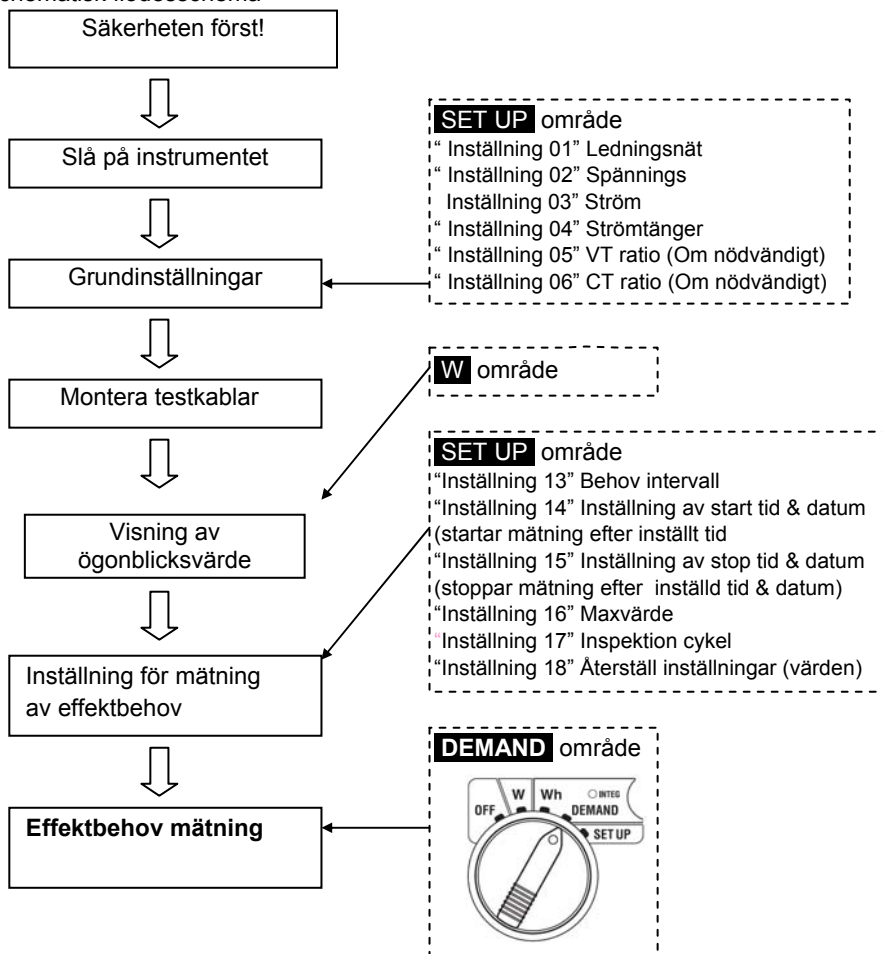 Säkerheten först!
Slå på instrumentet
Grundinställningar
Montera testkablar
Visning av
ögonblicksvärde
Inställning för mätning
av effektbehov
Effektbehov mätning
SET UP område
“ Inställning 01” Ledningsnät
“ Inställning 02” Spännings
Inställning 03” Ström
“ Inställning 04” Strömtänger
“ Inställning 05” VT ratio (Om nödvändigt)
“ Inställning 06” CT ratio (Om nödvändigt)
W område
SET UP område
“Inställning 13” Behov intervall
“Inställning 14” Inställning av start tid & datum
(startar mätning efter inställt tid
“Inställning 15” Inställning av stop tid & datum
(stoppar mätning efter inställd tid & datum)
“Inställning 16” Maxvärde
“Inställning 17” Inspektion cykel
“Inställning 18” Återställ inställningar (värden)
DEMAND område
OFF W Wh INTEG
DEMAND
SET UP